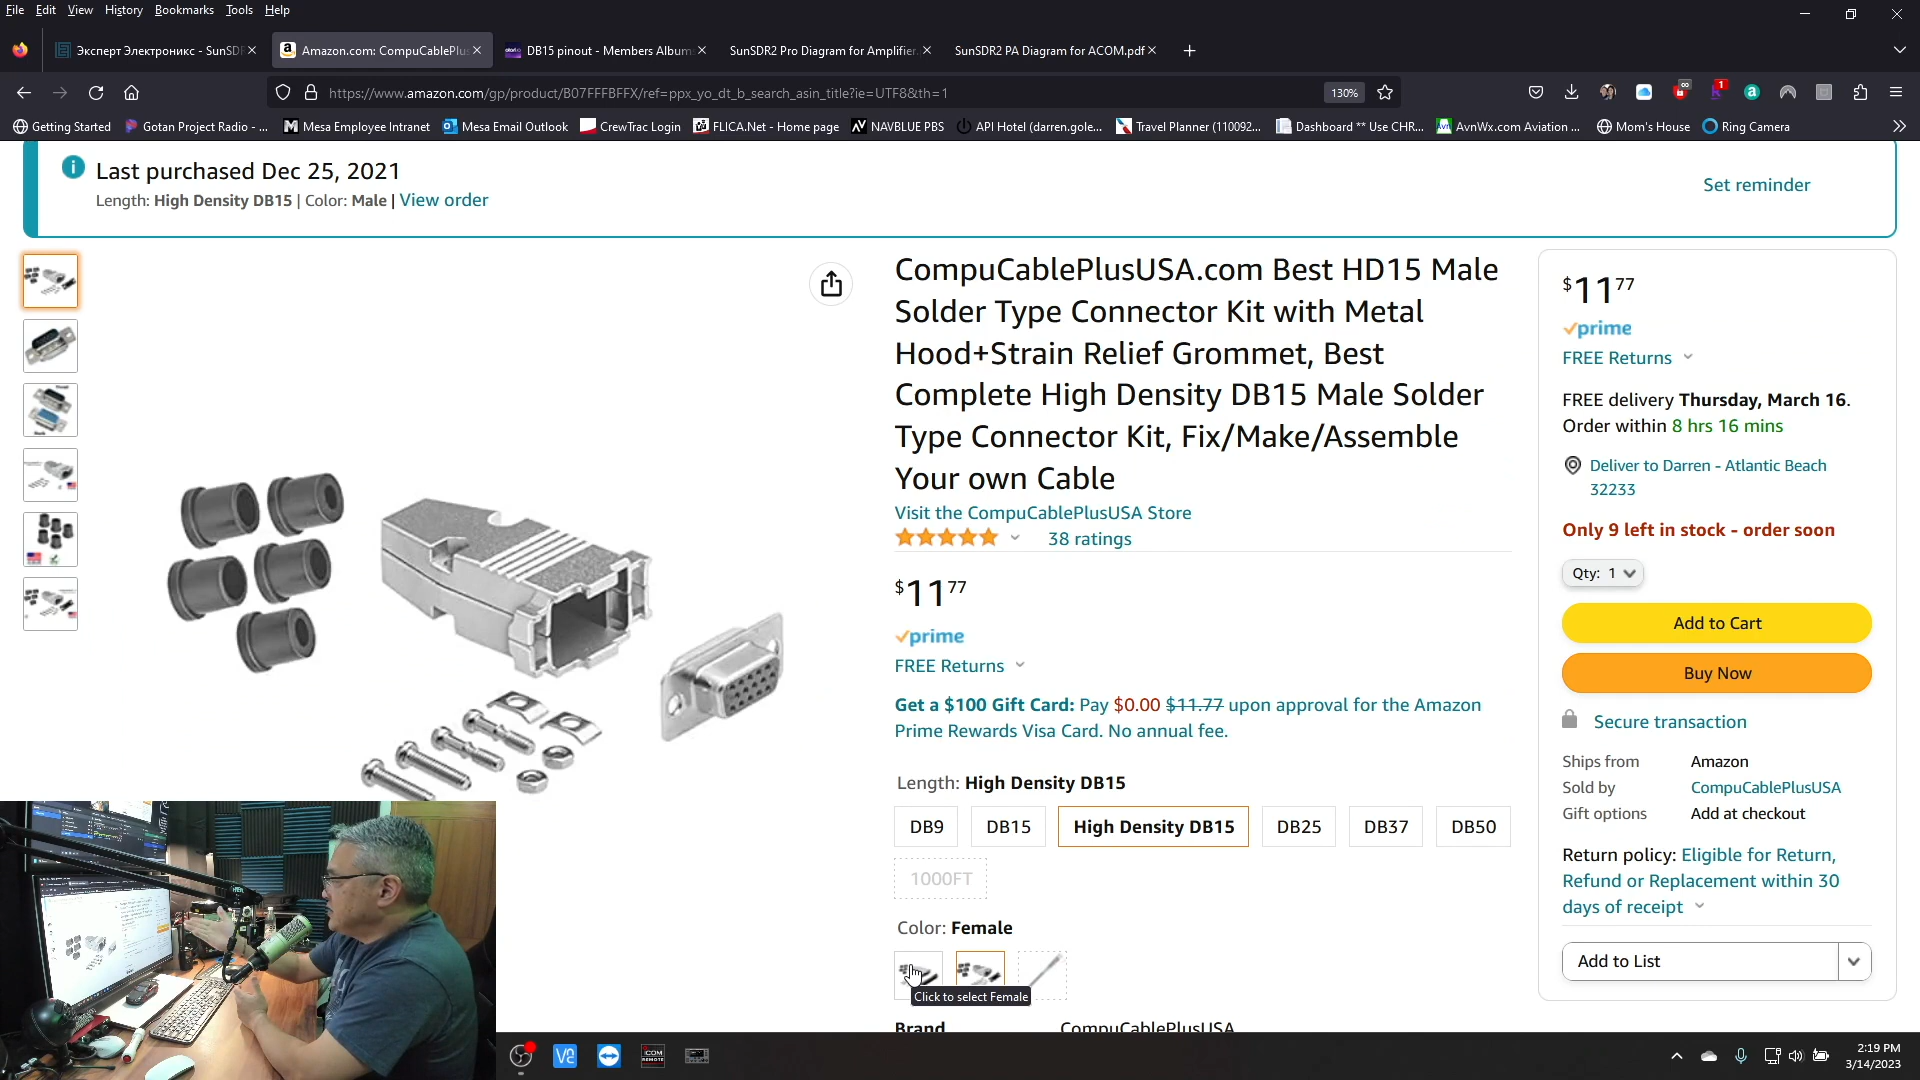 File Edit View History Bookmarks Tools Help
Эксперт Электроникс - SunSDR
Amazon.com: CompuCablePlus
DB15 pinout - Members Album
SunSDR2 Pro Diagram for Amplifier
SunSDR2 PA Diagram for ACOM.pdf
https://www.amazon.com/gp/product/B07FFFBFFX/ref=ppx_yo_dt_b_search_asin_title?ie=UTF8&th=1
130%
1
Getting Started
Gotan Project Radio - ...
Mesa Employee Intranet
Mesa Email Outlook
CrewTrac Login
FLICA.Net - Home page
NAVBLUE PBS
API Hotel (darren.gole...
Travel Planner (110092...
Dashboard ** Use CHR...
AvnWx.com Aviation ...
Mom's House
Ring Camera
Last purchased Dec 25, 2021
Length: High Density DB15 | Color: Male | View order
Set reminder
CompuCablePlusUSA.com Best HD15 Male
Solder Type Connector Kit with Metal
Hood+Strain Relief Grommet, Best
Complete High Density DB15 Male Solder
Type Connector Kit, Fix/Make/Assemble
Your own Cable
Visit the CompuCablePlusUSA Store
38 ratings
$11 77
prime
FREE Returns
Get a $100 Gift Card: Pay $0.00 $11.77 upon approval for the Amazon
Prime Rewards Visa Card. No annual fee.
Length: High Density DB15
DB9 DB15 High Density DB15 DB25 DB37 DB50
1000FT
Color: Female
Click to select Female
Brand CompuCablePlusUSA
$11 77
prime
FREE Returns
FREE delivery Thursday, March 16.
Order within 8 hrs 16 mins
Deliver to Darren - Atlantic Beach
32233
Only 9 left in stock - order soon
Qty: 1
Add to Cart
Buy Now
Secure transaction
Ships from Amazon
Sold by CompuCablePlusUSA
Gift options Add at checkout
Return policy: Eligible for Return,
Refund or Replacement within 30
days of receipt
Add to List
V2
ICOM
REMOTE
2:19 PM
3/14/2023